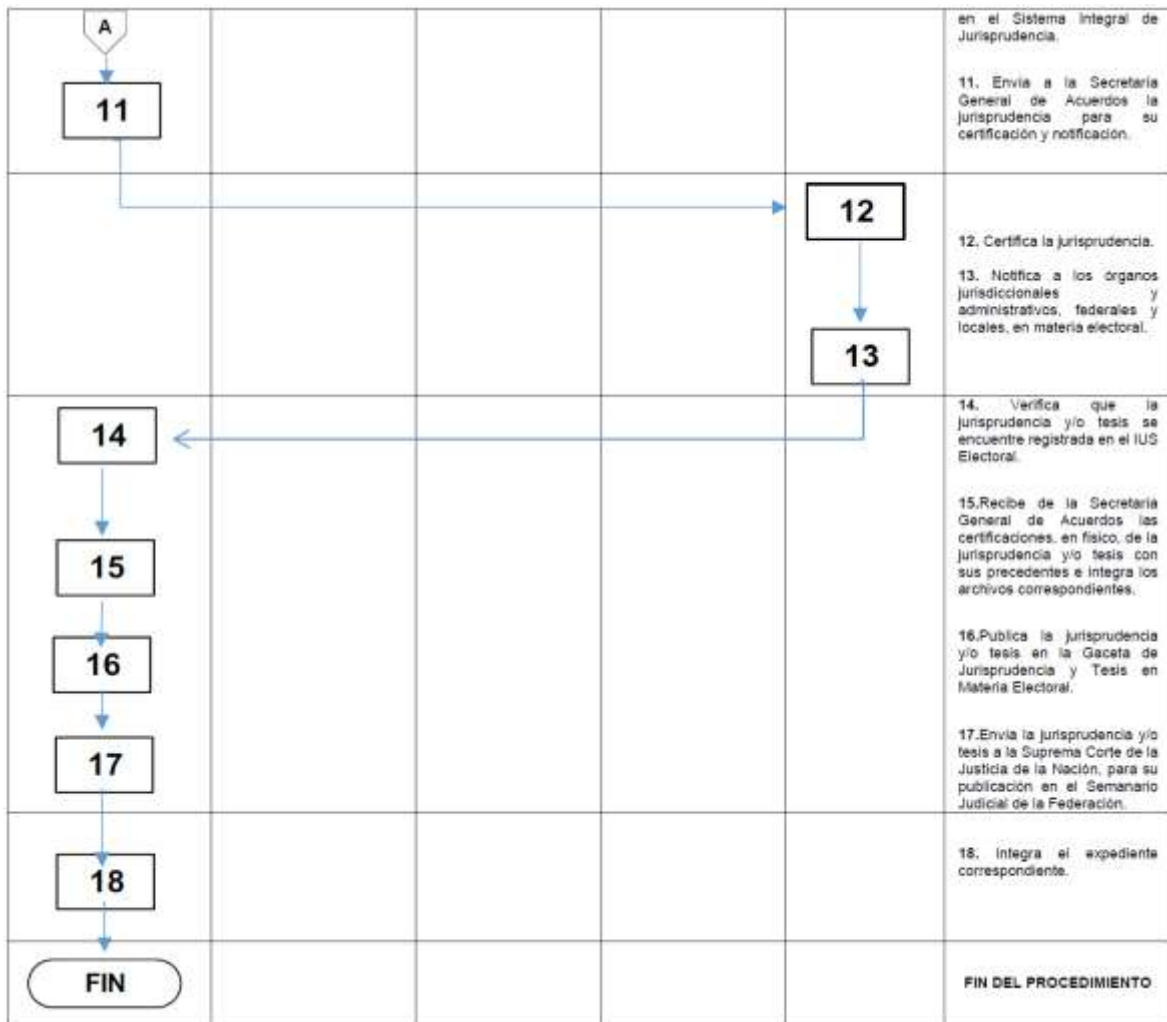 A
en el Sistema Integral de
Jurisprudencia.
11
11. Envia a la Secretaría
General de Acuerdos la
jurisprudencia para su
certificación y notificación.
12
12. Certifica la jurisprudencia.
13. Notifica a los órganos
jurisdiccionales y
administrativos, federales y
locales, en materia electoral.
13
14
14. Verifica que la
jurisprudencia y/o tesis se
encuentre registrada en el IUS
Electoral.
15
15.Recibe de la Secretaría
General de Acuerdos las
certificaciones, en físico, de la
jurisprudencia y/o tesis con
sus precedentes e integra los
archivos correspondientes.
16
16.Publica la jurisprudencia
y/o tesis en la Gaceta de
Jurisprudencia y Tesis en
Materia Electoral.
17
17.Envía la jurisprudencia y/o
tesis a la Suprema Corte de la
Justicia de la Nación, para su
publicación en el Semanario
Judicial de la Federación.
18
18. Integra el expediente
correspondiente.
FIN
FIN DEL PROCEDIMIENTO